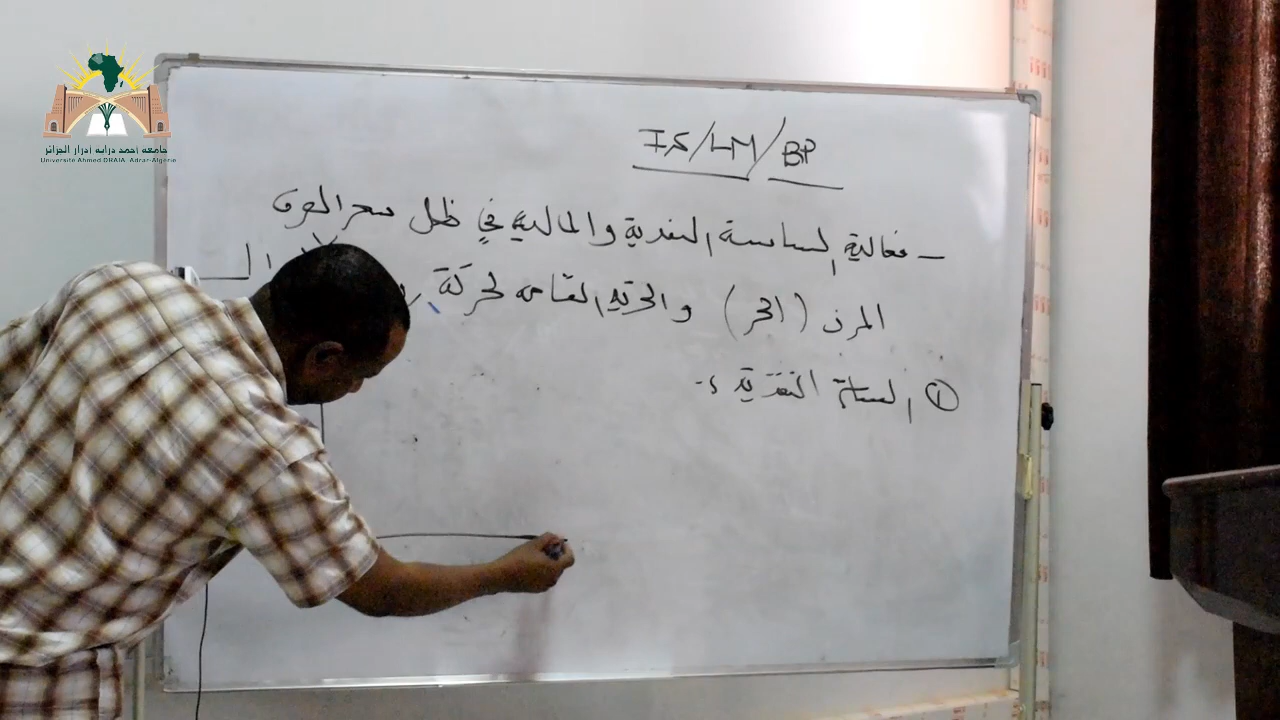 جامعة أحمد دراية أدرار الجزائر
Université Ahmed DRAIA Adrar-Algérie
IS/LM/BP
- فعالية السياسة النقدية والمالية في ظل سعر الصرف
المرن (الحر) والحرية التامة لحركة
① السياسة النقدية :-